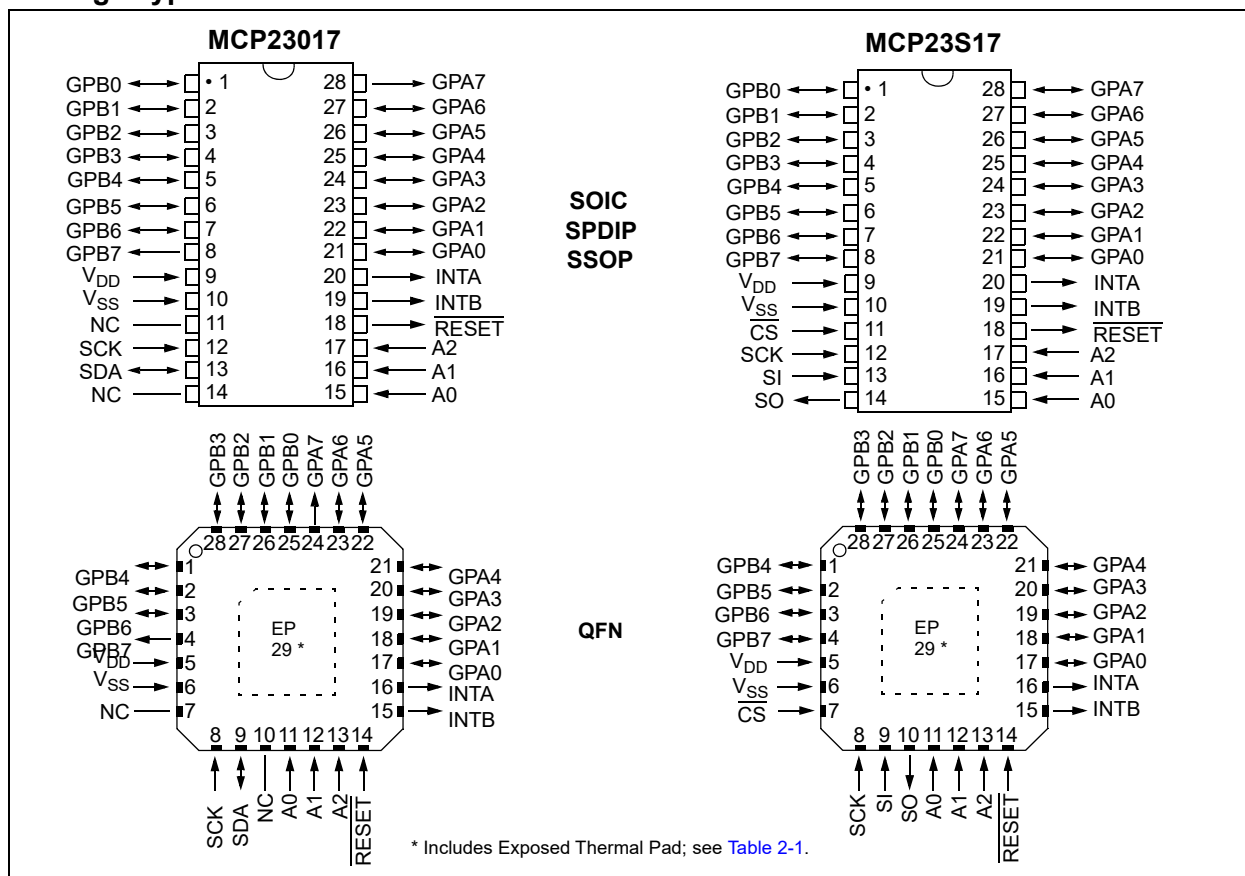 MCP23017
GPB0
GPB1
GPB2
GPB3
GPB4
GPB5
GPB6
GPB7
VDD
VSS
NC
SCK
SDA
NC
• 1
2
3
4
5
6
7
8
9
10
11
12
13
14
28
27
26
25
24
23
22
21
20
19
18
17
16
15
GPA7
GPA6
GPA5
GPA4
GPA3
GPA2
GPA1
GPA0
INTA
INTB
RESET
A2
A1
A0
SOIC
SPDIP
SSOP
MCP23S17
GPB0
GPB1
GPB2
GPB3
GPB4
GPB5
GPB6
GPB7
VDD
VSS
CS
SCK
SI
SO
• 1
2
3
4
5
6
7
8
9
10
11
12
13
14
28
27
26
25
24
23
22
21
20
19
18
17
16
15
GPA7
GPA6
GPA5
GPA4
GPA3
GPA2
GPA1
GPA0
INTA
INTB
RESET
A2
A1
A0
GPB3 GPB2 GPB1 GPB0 GPA7 GPA6 GPA5
28 27 26 25 24 23 22
GPB4
GPB5
GPB6
GPB7
VDD
VSS
NC
1
2
3
4
5
6
7
EP
29 *
21
20
19
18
17
16
15
GPA4
GPA3
GPA2
GPA1
GPA0
INTA
INTB
8 9 10 11 12 13 14
SCK SDA NC A0 A1 A2 RESET
QFN
GPB3 GPB2 GPB1 GPB0 GPA7 GPA6 GPA5
28 27 26 25 24 23 22
GPB4
GPB5
GPB6
GPB7
VDD
VSS
CS
1
2
3
4
5
6
7
EP
29 *
21
20
19
18
17
16
15
GPA4
GPA3
GPA2
GPA1
GPA0
INTA
INTB
8 9 10 11 12 13 14
SCK SI SO A0 A1 A2 RESET
* Includes Exposed Thermal Pad; see Table 2-1.